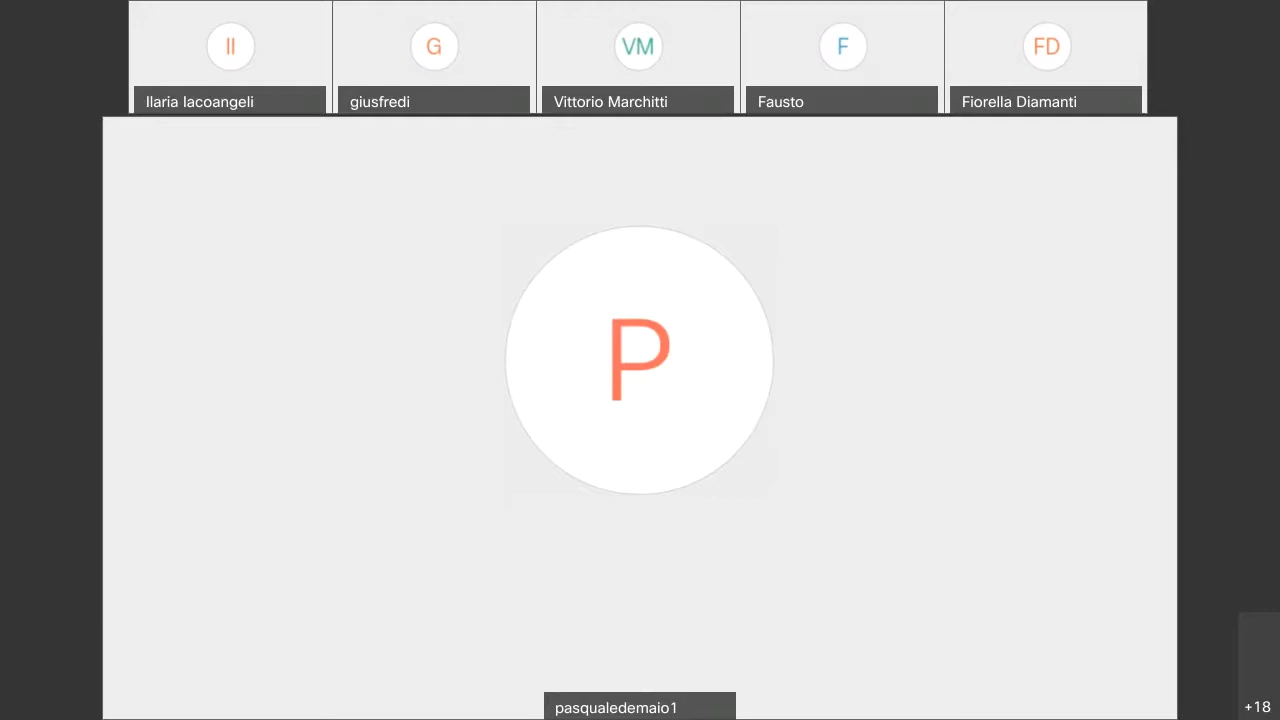 II
G
VM
F
FD
Ilaria Iacoangeli
giusfredi
Vittorio Marchitti
Fausto
Fiorella Diamanti
P
pasqualedemaio1
+18